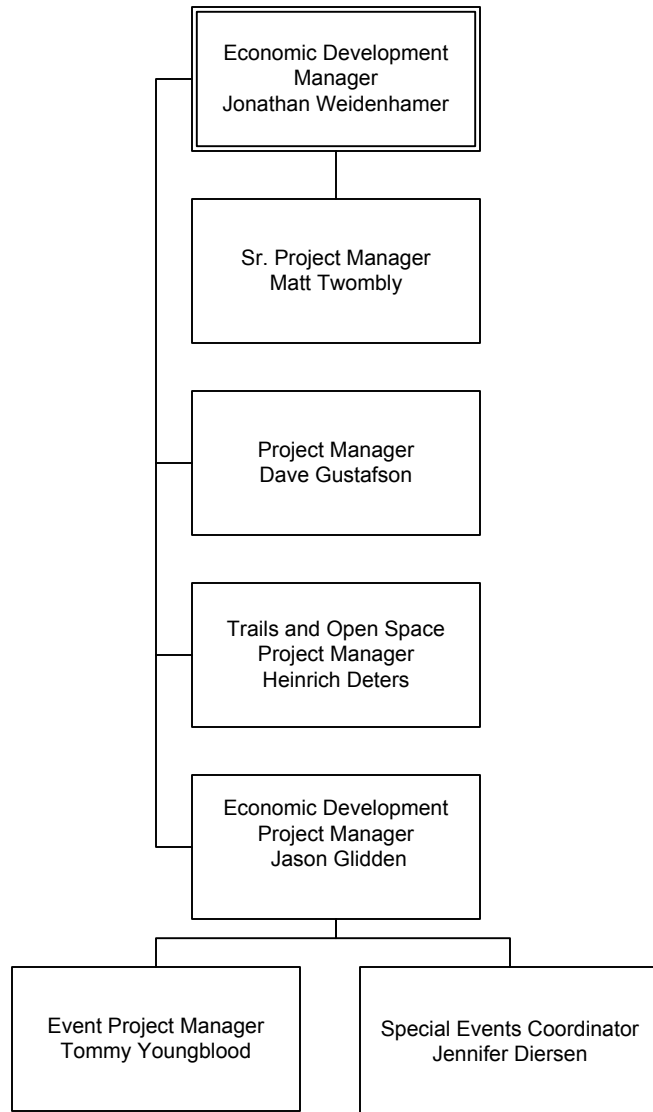 Economic Development
Manager
Jonathan Weidenhamer
Sr. Project Manager
Matt Twombly
Project Manager
Dave Gustafson
Trails and Open Space
Project Manager
Heinrich Deters
Economic Development
Project Manager
Jason Glidden
Event Project Manager
Tommy Youngblood
Special Events Coordinator
Jennifer Diersen